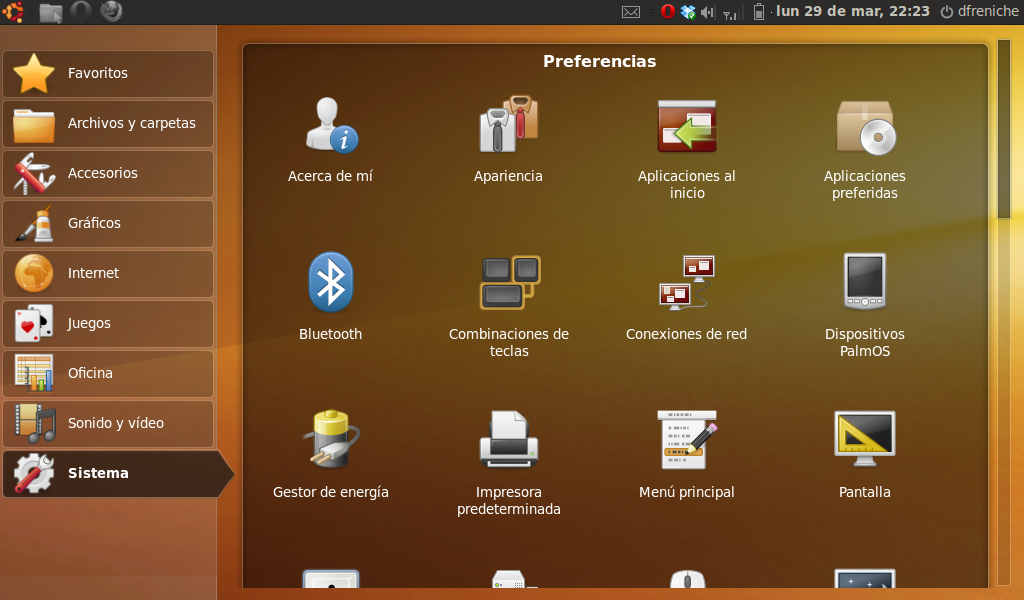 lun 29 de mar, 22:23 dfreniche
Favoritos
Archivos y carpetas
Accesorios
Gráficos
Internet
Juegos
Oficina
Sonido y vídeo
Sistema
Preferencias
Acerca de mí
Apariencia
Aplicaciones al
inicio
Aplicaciones
preferidas
Bluetooth
Combinaciones de
teclas
Conexiones de red
Dispositivos
PalmOS
Gestor de energía
Impresora
predeterminada
Menú principal
Pantalla